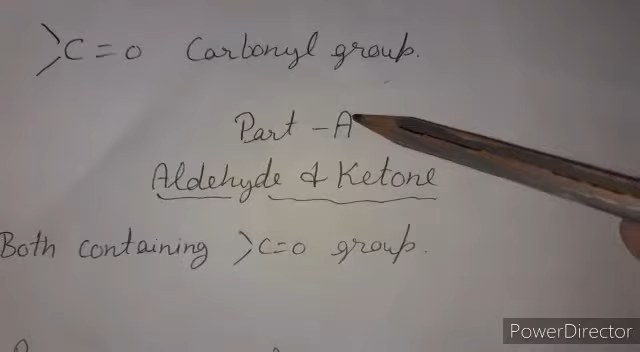 >C=O Carbonyl group.
Part - A
Aldehyde & Ketone
Both containing >C=O group.
PowerDirector